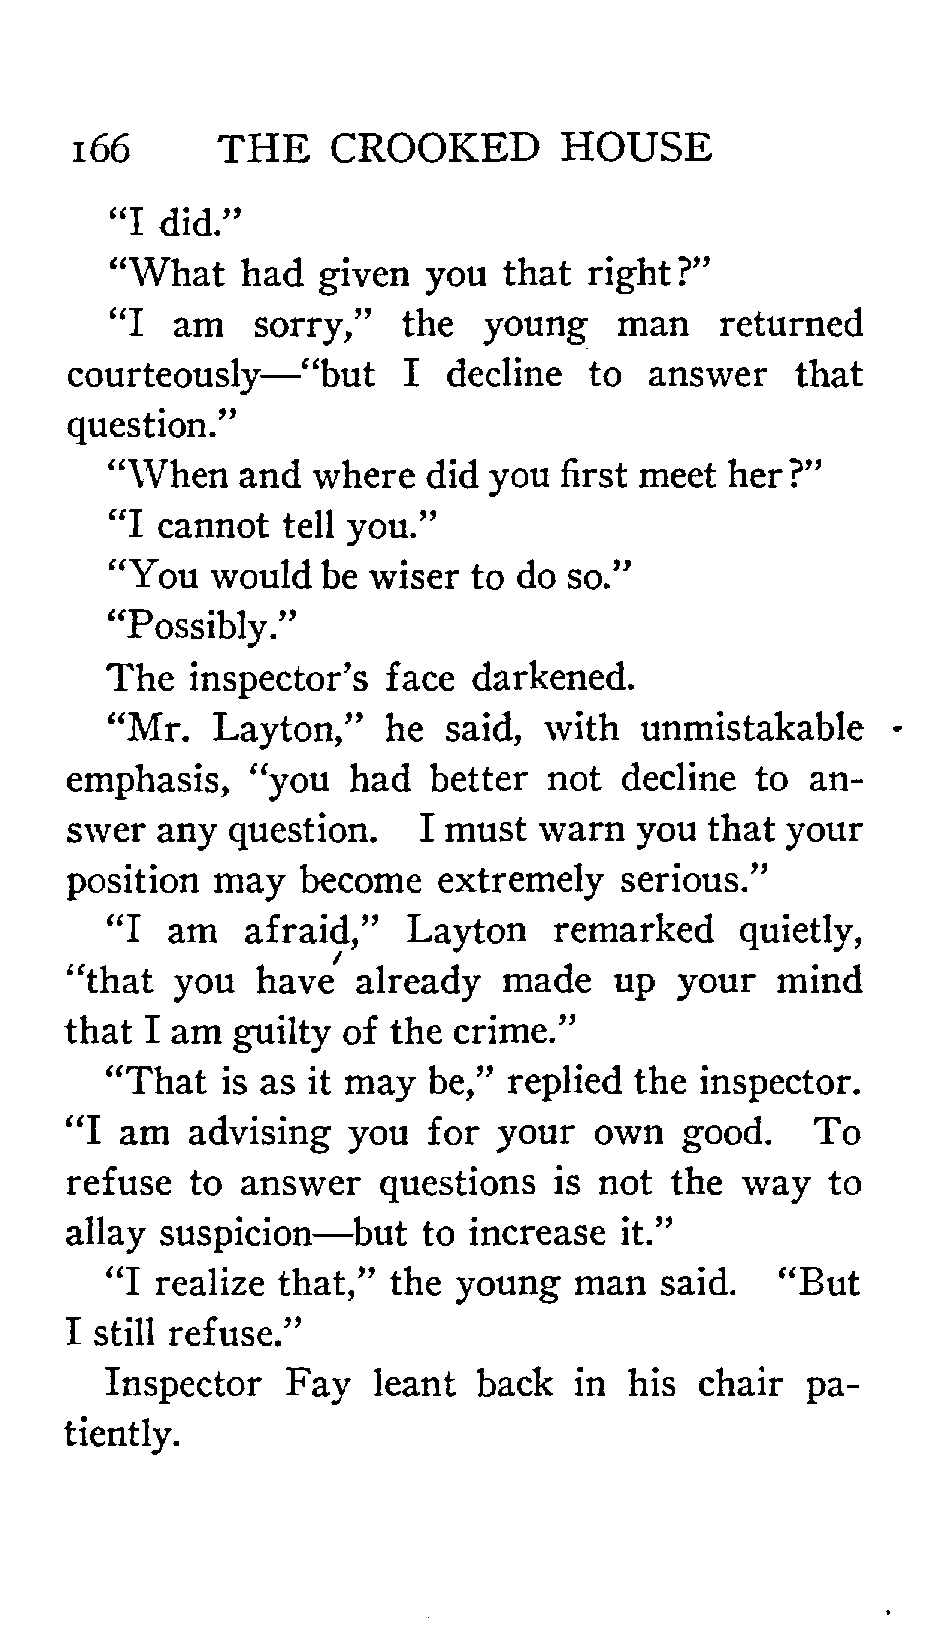 166 THE CROOKED HOUSE
“I did.”
“What had given you that right?”
“I am sorry,” the young man returned
courteously—“but I decline to answer that
question.”
“When and where did you first meet her?”
“I cannot tell you.”
“You would be wiser to do so.”
“Possibly.”
The inspector’s face darkened.
“Mr. Layton,” he said, with unmistakable
emphasis, “you had better not decline to an-
swer any question. I must warn you that your
position may become extremely serious.”
“I am afraid,” Layton remarked quietly,
“that you have already made up your mind
that I am guilty of the crime.”
“That is as it may be,” replied the inspector.
“I am advising you for your own good. To
refuse to answer questions is not the way to
allay suspicion—but to increase it.”
“I realize that,” the young man said. “But
I still refuse.”
Inspector Fay leant back in his chair pa-
tiently.